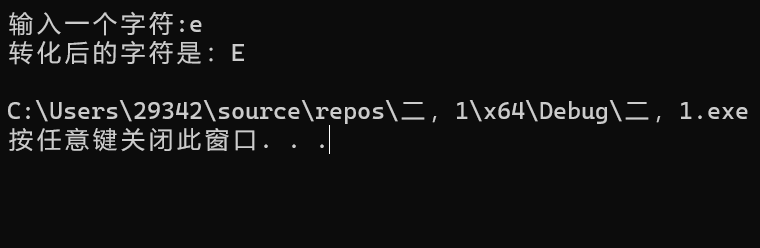 输入一个字符:e
转化后的字符是：E
C:\Users\29342\source\repos\二，1\x64\Debug\二，1.exe
按任意键关闭此窗口. . .